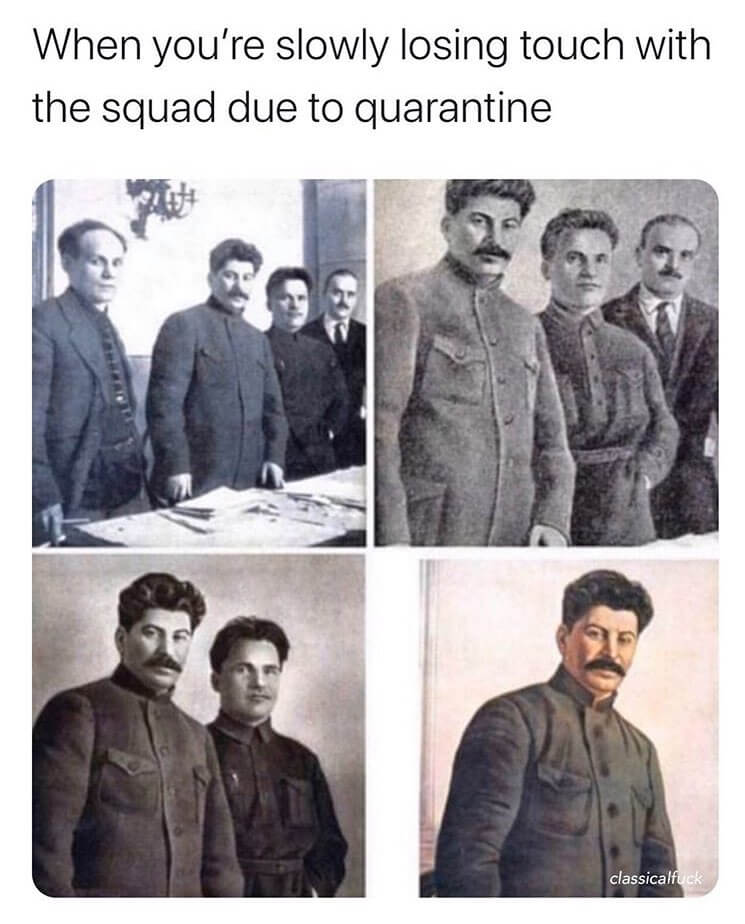 When you're slowly losing touch with
the squad due to quarantine
classicalfuck